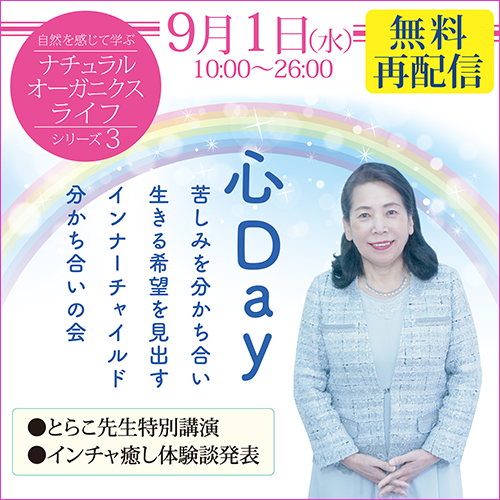 自然を感じて学ぶ
ナチュラル
オーガニクス
ライフ
シリーズ3
9月1日(水)
10:00〜26:00
無料
再配信
心Day
苦しみを分かち合い
生きる希望を見出す
インナーチャイルド
分かち合いの会
●とらこ先生特別講演
●インチャ癒し体験談発表